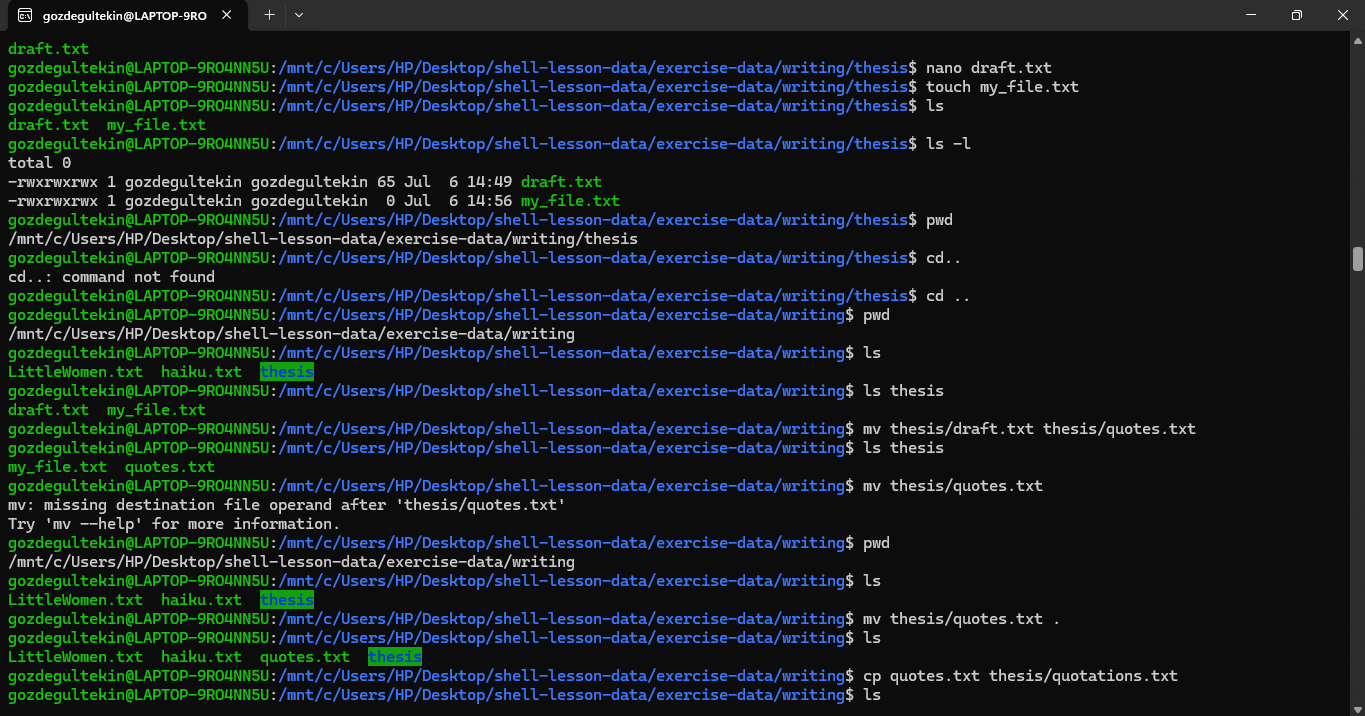 gozdegultekin@LAPTOP-9RO
draft.txt
gozdegultekin@LAPTOP-9RO4NN5U:/mnt/c/Users/HP/Desktop/shell-lesson-data/exercise-data/writing/thesis$ nano draft.txt
gozdegultekin@LAPTOP-9RO4NN5U:/mnt/c/Users/HP/Desktop/shell-lesson-data/exercise-data/writing/thesis$ touch my_file.txt
gozdegultekin@LAPTOP-9RO4NN5U:/mnt/c/Users/HP/Desktop/shell-lesson-data/exercise-data/writing/thesis$ ls
draft.txt  my_file.txt
gozdegultekin@LAPTOP-9RO4NN5U:/mnt/c/Users/HP/Desktop/shell-lesson-data/exercise-data/writing/thesis$ ls -l
total 0
-rwxrwxrwx 1 gozdegultekin gozdegultekin 65 Jul  6 14:49 draft.txt
-rwxrwxrwx 1 gozdegultekin gozdegultekin  0 Jul  6 14:56 my_file.txt
gozdegultekin@LAPTOP-9RO4NN5U:/mnt/c/Users/HP/Desktop/shell-lesson-data/exercise-data/writing/thesis$ pwd
/mnt/c/Users/HP/Desktop/shell-lesson-data/exercise-data/writing/thesis
gozdegultekin@LAPTOP-9RO4NN5U:/mnt/c/Users/HP/Desktop/shell-lesson-data/exercise-data/writing/thesis$ cd..
cd..: command not found
gozdegultekin@LAPTOP-9RO4NN5U:/mnt/c/Users/HP/Desktop/shell-lesson-data/exercise-data/writing/thesis$ cd ..
gozdegultekin@LAPTOP-9RO4NN5U:/mnt/c/Users/HP/Desktop/shell-lesson-data/exercise-data/writing$ pwd
/mnt/c/Users/HP/Desktop/shell-lesson-data/exercise-data/writing
gozdegultekin@LAPTOP-9RO4NN5U:/mnt/c/Users/HP/Desktop/shell-lesson-data/exercise-data/writing$ ls
LittleWomen.txt  haiku.txt  thesis
gozdegultekin@LAPTOP-9RO4NN5U:/mnt/c/Users/HP/Desktop/shell-lesson-data/exercise-data/writing$ ls thesis
draft.txt  my_file.txt
gozdegultekin@LAPTOP-9RO4NN5U:/mnt/c/Users/HP/Desktop/shell-lesson-data/exercise-data/writing$ mv thesis/draft.txt thesis/quotes.txt
gozdegultekin@LAPTOP-9RO4NN5U:/mnt/c/Users/HP/Desktop/shell-lesson-data/exercise-data/writing$ ls thesis
my_file.txt  quotes.txt
gozdegultekin@LAPTOP-9RO4NN5U:/mnt/c/Users/HP/Desktop/shell-lesson-data/exercise-data/writing$ mv thesis/quotes.txt
mv: missing destination file operand after 'thesis/quotes.txt'
Try 'mv --help' for more information.
gozdegultekin@LAPTOP-9RO4NN5U:/mnt/c/Users/HP/Desktop/shell-lesson-data/exercise-data/writing$ pwd
/mnt/c/Users/HP/Desktop/shell-lesson-data/exercise-data/writing
gozdegultekin@LAPTOP-9RO4NN5U:/mnt/c/Users/HP/Desktop/shell-lesson-data/exercise-data/writing$ ls
LittleWomen.txt  haiku.txt  thesis
gozdegultekin@LAPTOP-9RO4NN5U:/mnt/c/Users/HP/Desktop/shell-lesson-data/exercise-data/writing$ mv thesis/quotes.txt .
gozdegultekin@LAPTOP-9RO4NN5U:/mnt/c/Users/HP/Desktop/shell-lesson-data/exercise-data/writing$ ls
LittleWomen.txt  haiku.txt  quotes.txt  thesis
gozdegultekin@LAPTOP-9RO4NN5U:/mnt/c/Users/HP/Desktop/shell-lesson-data/exercise-data/writing$ cp quotes.txt thesis/quotations.txt
gozdegultekin@LAPTOP-9RO4NN5U:/mnt/c/Users/HP/Desktop/shell-lesson-data/exercise-data/writing$ ls